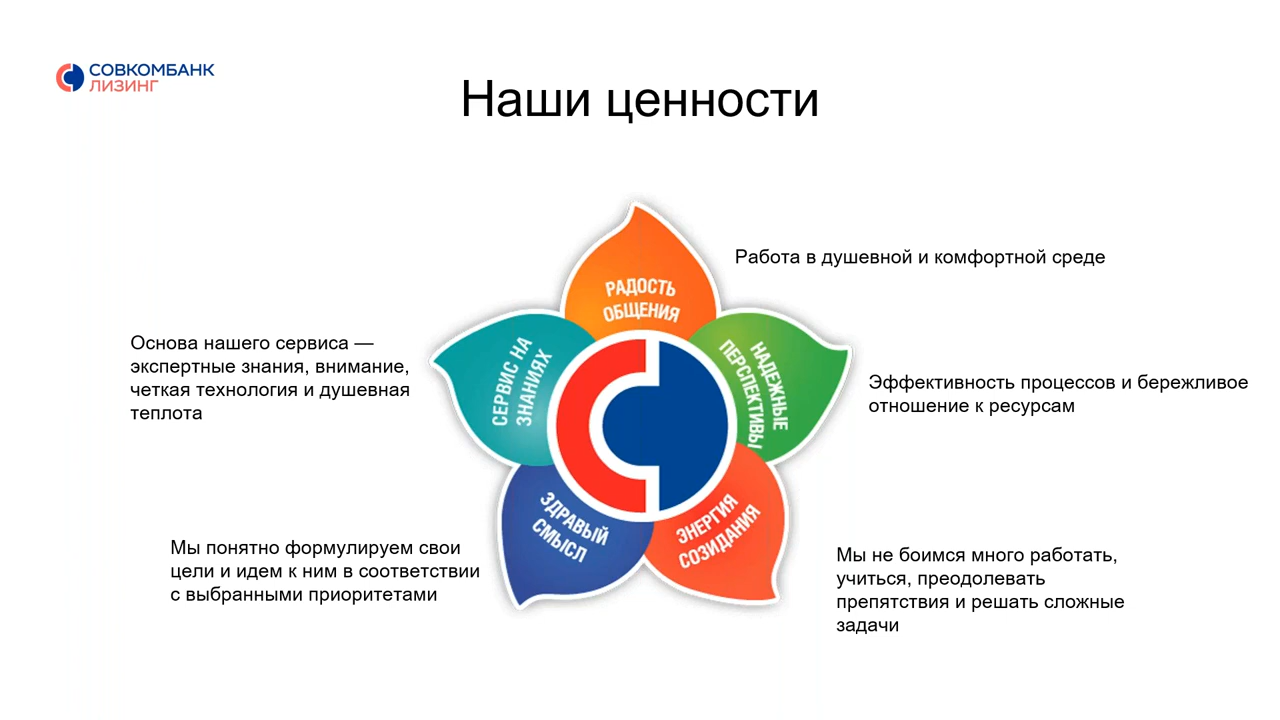 СОВКОМБАНК
ЛИЗИНГ
Наши ценности
РАДОСТЬ
ОБЩЕНИЯ
Работа в душевной и комфортной среде
НАДЕЖНЫЕ
ПЕРСПЕКТИВЫ
Эффективность процессов и бережливое
отношение к ресурсам
ЭНЕРГИЯ
СОЗИДАНИЯ
Мы не боимся много работать,
учиться, преодолевать
препятствия и решать сложные
задачи
ЗДРАВЫЙ
СМЫСЛ
Мы понятно формулируем свои
цели и идем к ним в соответствии
с выбранными приоритетами
СЕРВИС НА
ЗНАНИЯХ
Основа нашего сервиса —
экспертные знания, внимание,
четкая технология и душевная
теплота